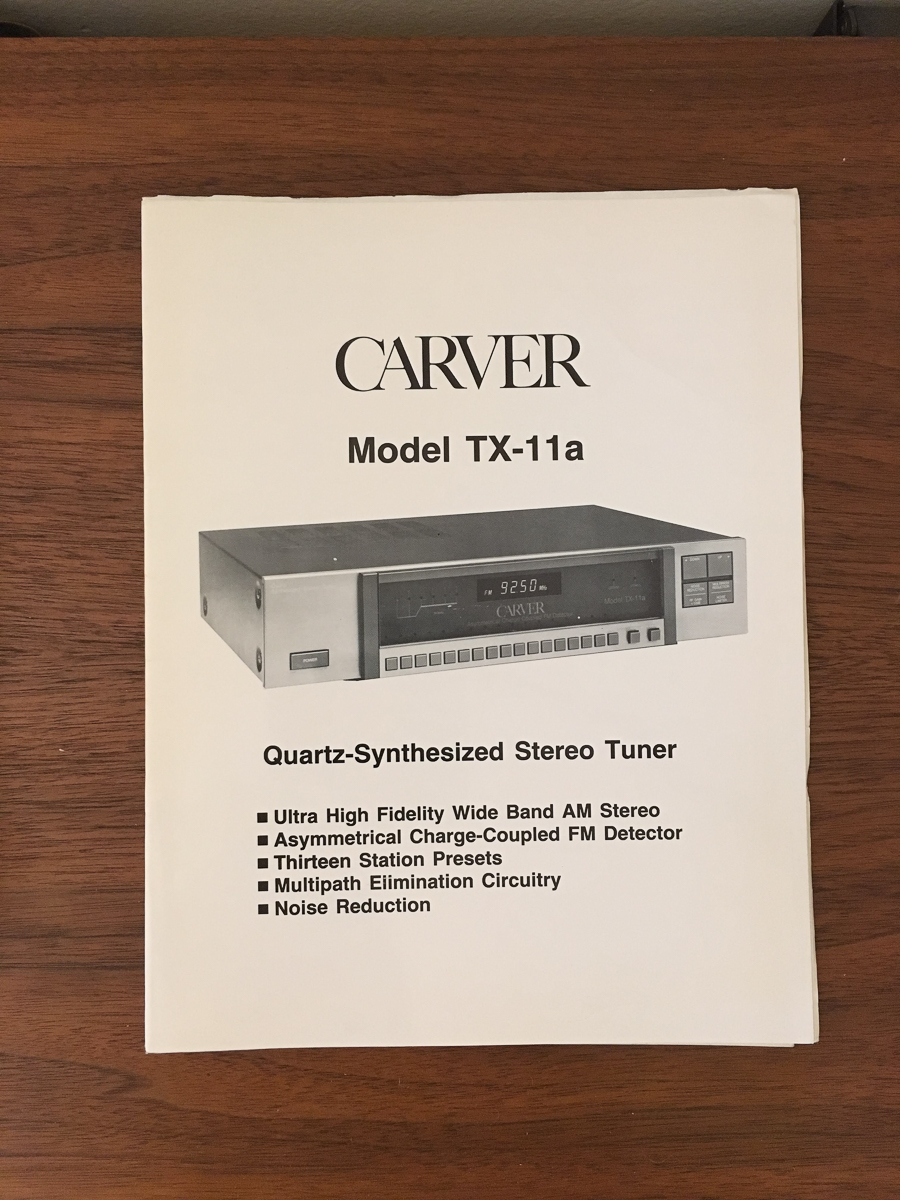 CARVER
Model TX-11a
FM 92.50 MHz
CARVER
Model TX-11a
POWER
Quartz-Synthesized Stereo Tuner
■ Ultra High Fidelity Wide Band AM Stereo
■ Asymmetrical Charge-Coupled FM Detector
■ Thirteen Station Presets
■ Multipath Eiimination Circuitry
■ Noise Reduction